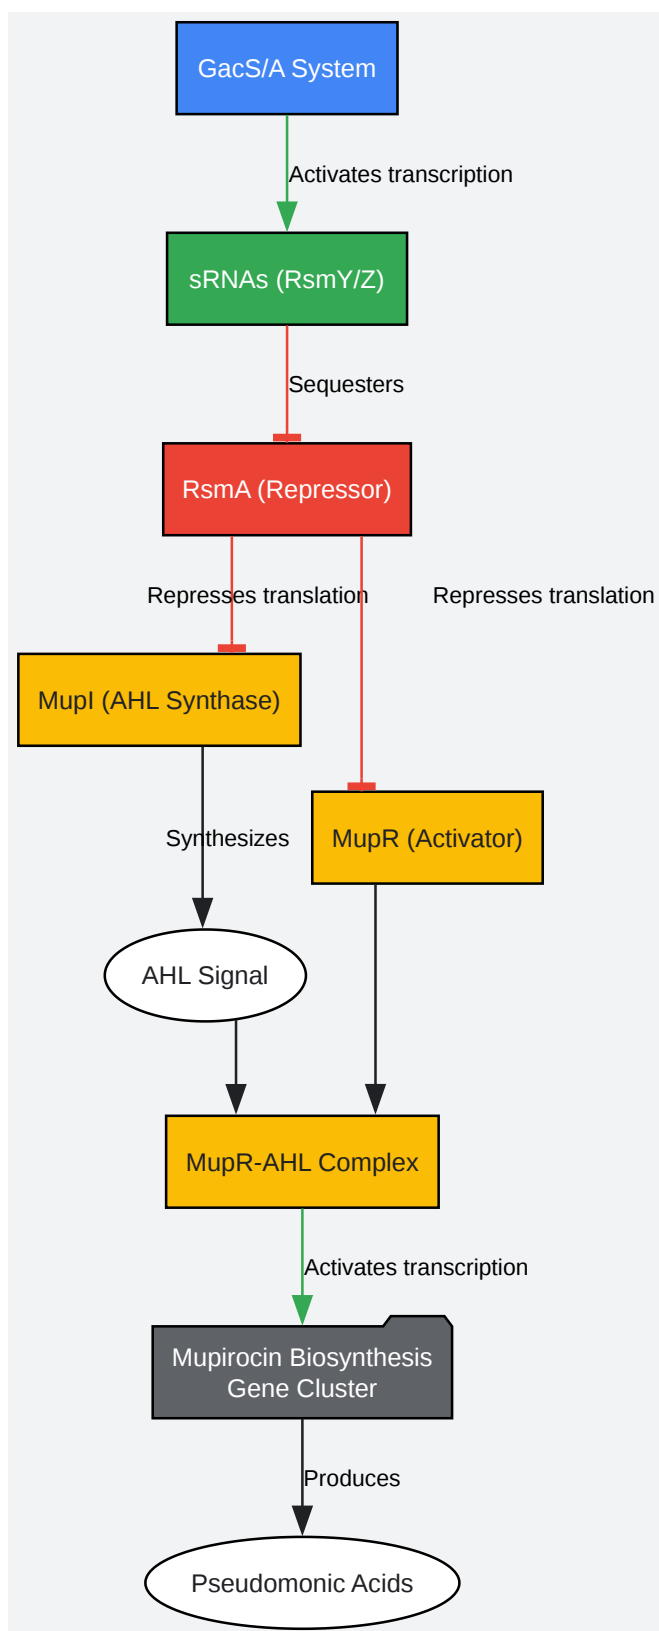 GacS/A System
Activates transcription
sRNAs (RsmY/Z)
Sequesters
RsmA (Repressor)
Represses translation
Represses translation
MupI (AHL Synthase)
Synthesizes
MupR (Activator)
AHL Signal
MupR-AHL Complex
Activates transcription
Mupirocin Biosynthesis
Gene Cluster
Produces
Pseudomonic Acids